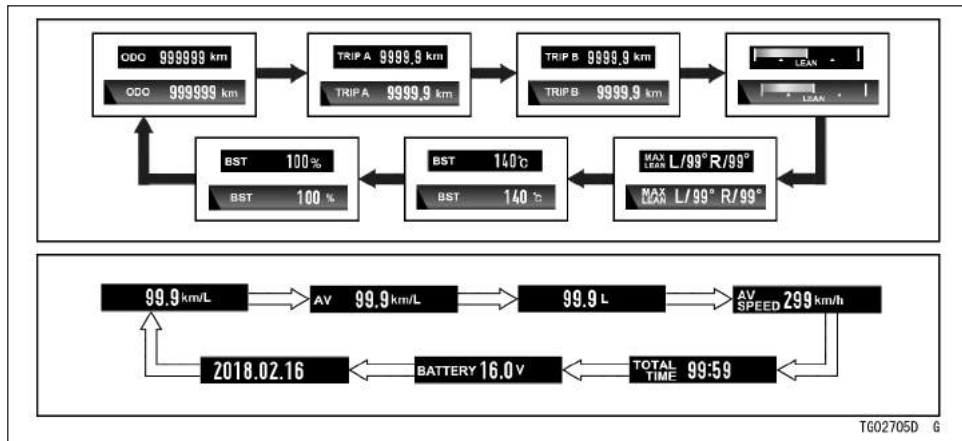 ODO 999999 km
ODO 999999 km
TRIP A 9999.9 km
TRIP A 9999.9 km
TRIP B 9999.9 km
TRIP B 9999.9 km
LEAN
LEAN
MAX LEAN L/99° R/99°
MAX LEAN L/99° R/99°
BST 140 °C
BST 140 °C
BST 100 %
BST 100 %
99.9 km/L
AV 99.9 km/L
99.9 L
AV SPEED 299 km/h
TOTAL TIME 99:59
BATTERY 16.0 V
2018.02.16
TG02705D G